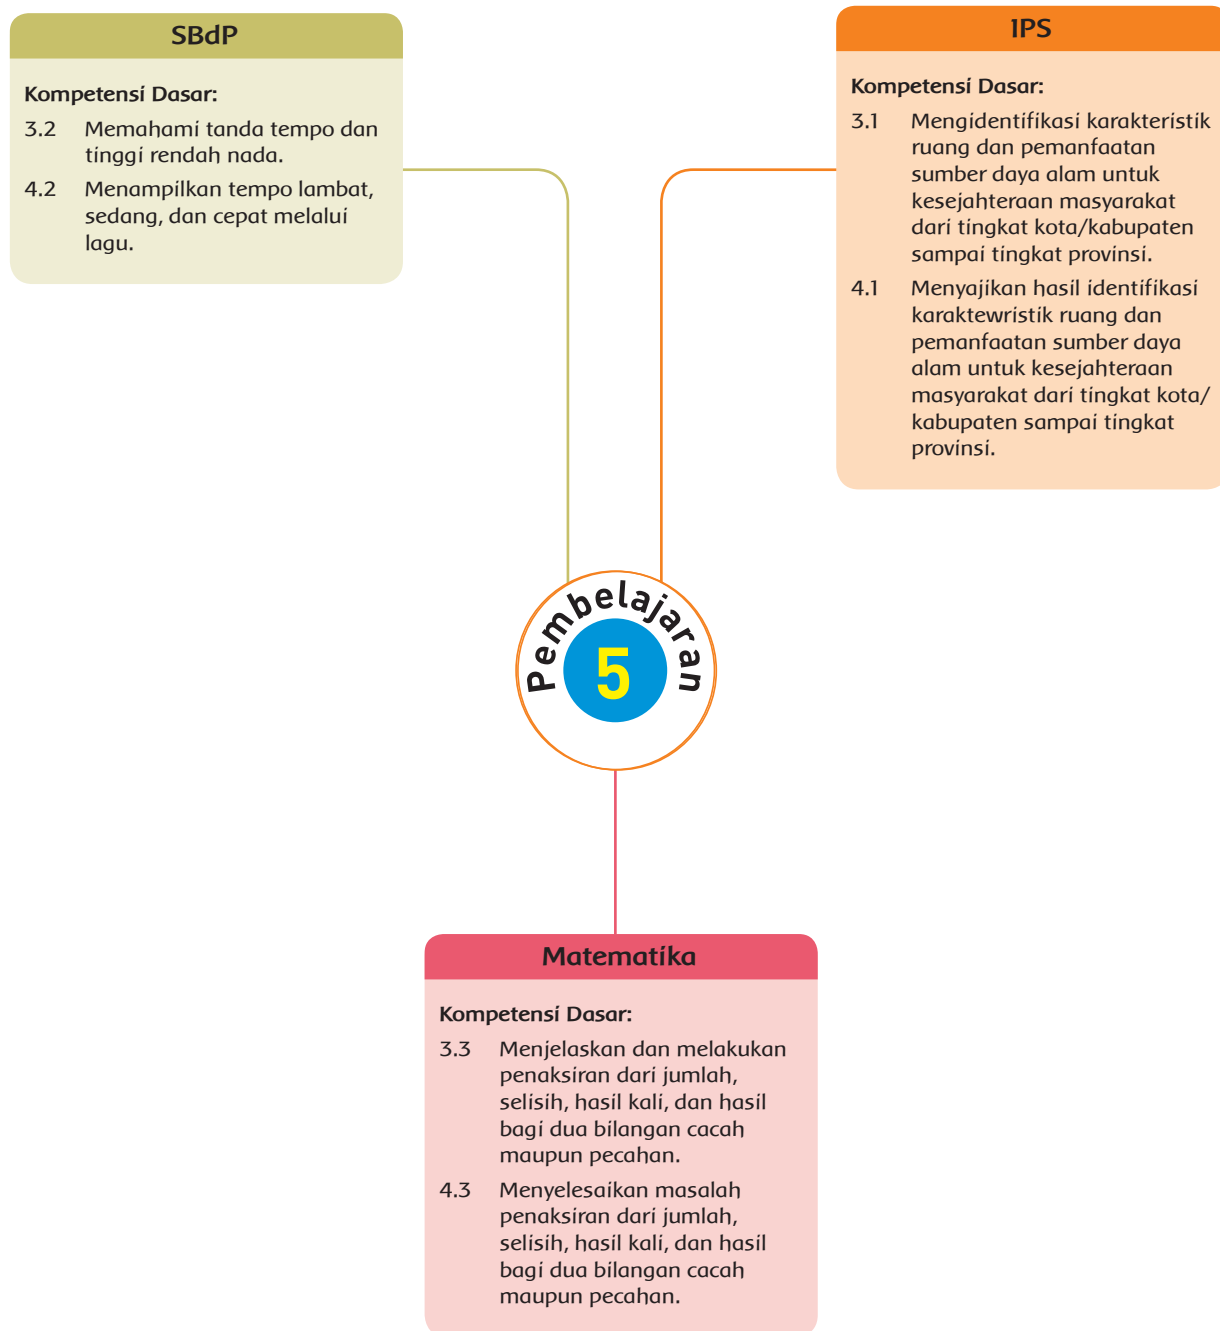 SBdP
Kompetensi Dasar:
3.2 Memahami tanda tempo dan
tinggi rendah nada.
4.2 Menampilkan tempo lambat,
sedang, dan cepat melalui
lagu.
IPS
Kompetensi Dasar:
3.1 Mengidentifikasi karakteristik
ruang dan pemanfaatan
sumber daya alam untuk
kesejahteraan masyarakat
dari tingkat kota/kabupaten
sampai tingkat provinsi.
4.1 Menyajikan hasil identifikasi
karaktewristik ruang dan
pemanfaatan sumber daya
alam untuk kesejahteraan
masyarakat dari tingkat kota/
kabupaten sampai tingkat
provinsi.
Pembelajaran
5
Matematika
Kompetensi Dasar:
3.3 Menjelaskan dan melakukan
penaksiran dari jumlah,
selisih, hasil kali, dan hasil
bagi dua bilangan cacah
maupun pecahan.
4.3 Menyelesaikan masalah
penaksiran dari jumlah,
selisih, hasil kali, dan hasil
bagi dua bilangan cacah
maupun pecahan.